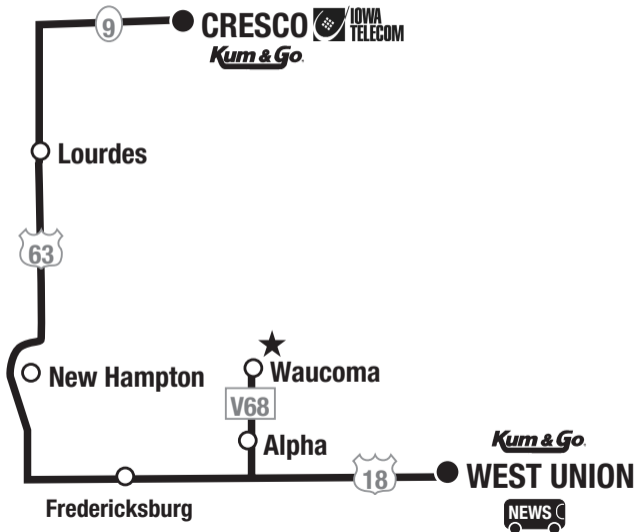 9
CRESCO
IOWA
TELECOM
Kum & Go.
Lourdes
63
New Hampton
Waucoma
V68
Alpha
Kum & Go.
18
WEST UNION
Fredericksburg
NEWS